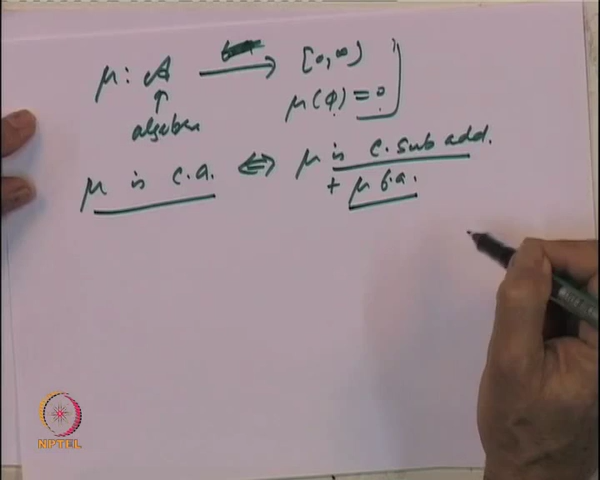 μ: 𝒜 → [0, ∞)
↑ μ(ϕ) = 0
algebra
μ is c.a. ⇔ μ is c. sub add.
+ μ f.a.
NPTEL